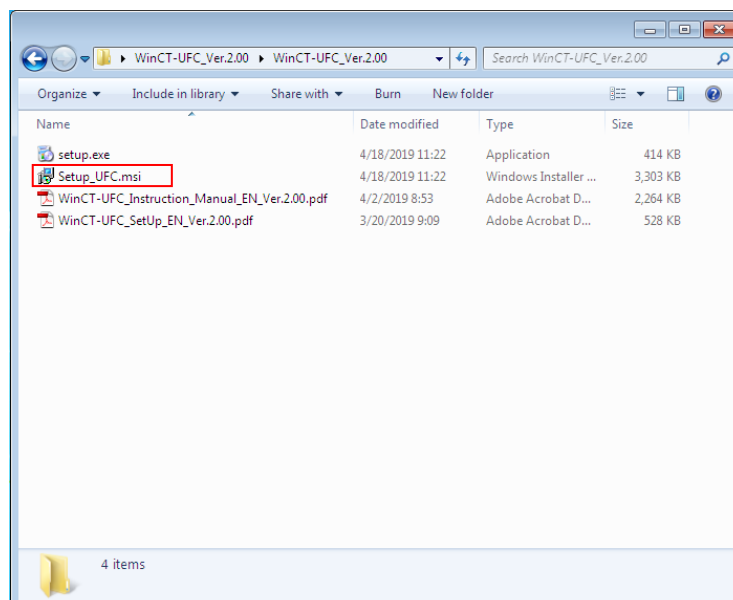 WinCT-UFC_Ver.2.00 WinCT-UFC_Ver.2.00 Search WinCT-UFC_Ver.2.00
Organize Include in library Share with Burn New folder
Name Date modified Type Size
setup.exe 4/18/2019 11:22 Application 414 KB
Setup_UFC.msi 4/18/2019 11:22 Windows Installer ... 3,303 KB
WinCT-UFC_Instruction_Manual_EN_Ver.2.00.pdf 4/2/2019 8:53 Adobe Acrobat D... 2,264 KB
WinCT-UFC_SetUp_EN_Ver.2.00.pdf 3/20/2019 9:09 Adobe Acrobat D... 528 KB
4 items